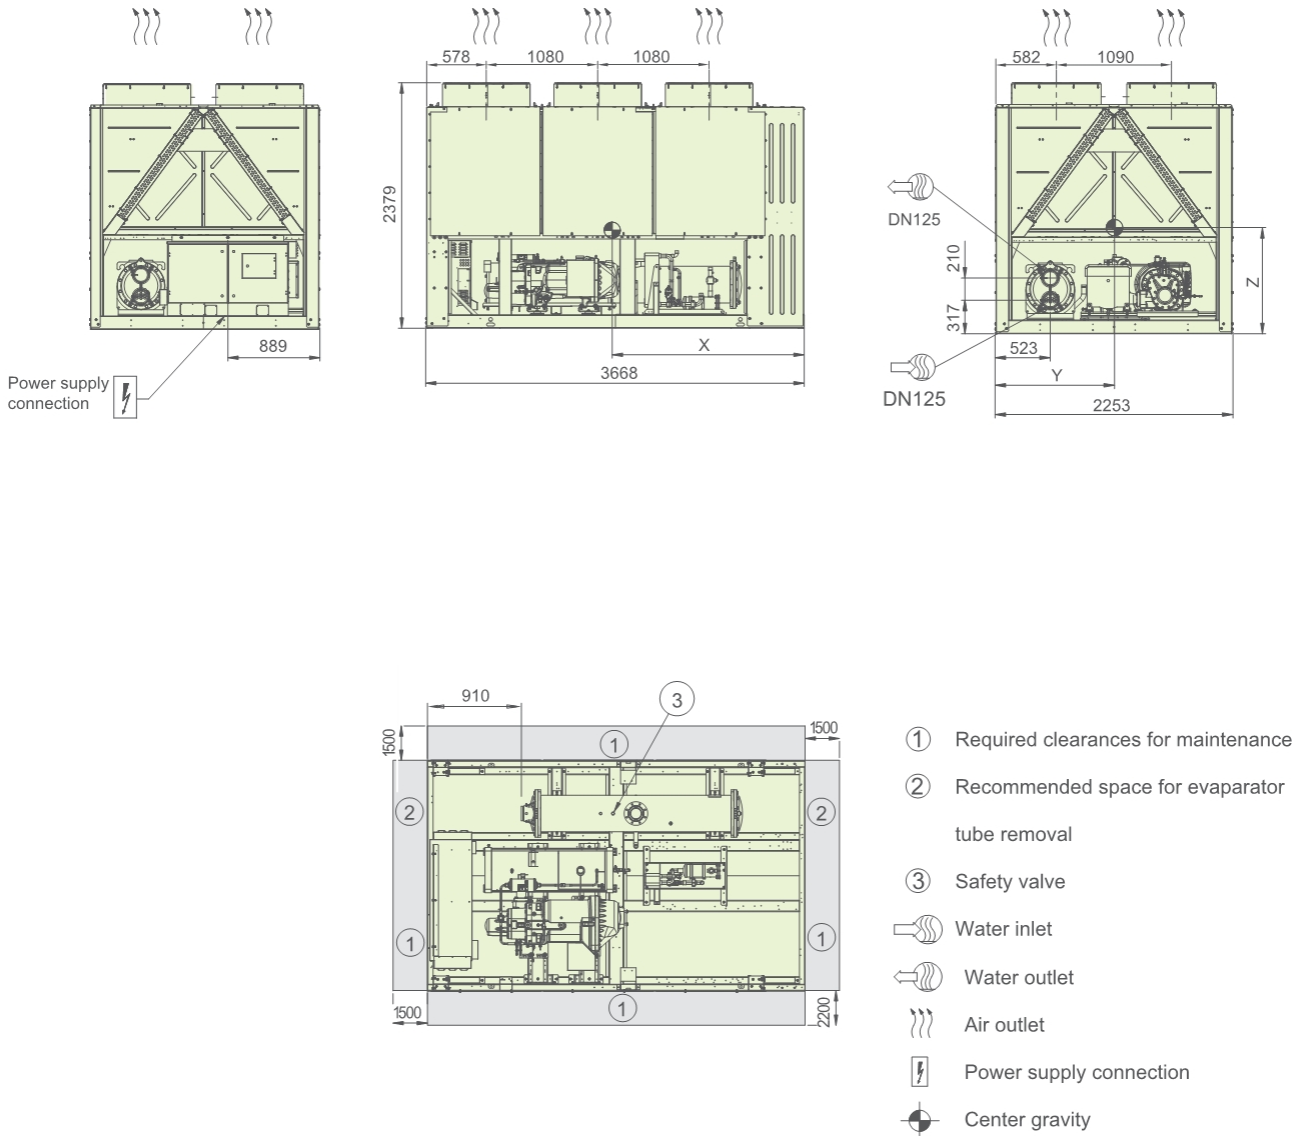 578
1080
1080
582
1090
2379
DN125
210
317
Z
523
Y
2253
DN125
889
X
3668
Power supply
connection
910
3
1500
1500
1
2
2
1
1
1500
1
2200
1 Required clearances for maintenance
2 Recommended space for evaparator
tube removal
3 Safety valve
Water inlet
Water outlet
Air outlet
Power supply connection
Center gravity